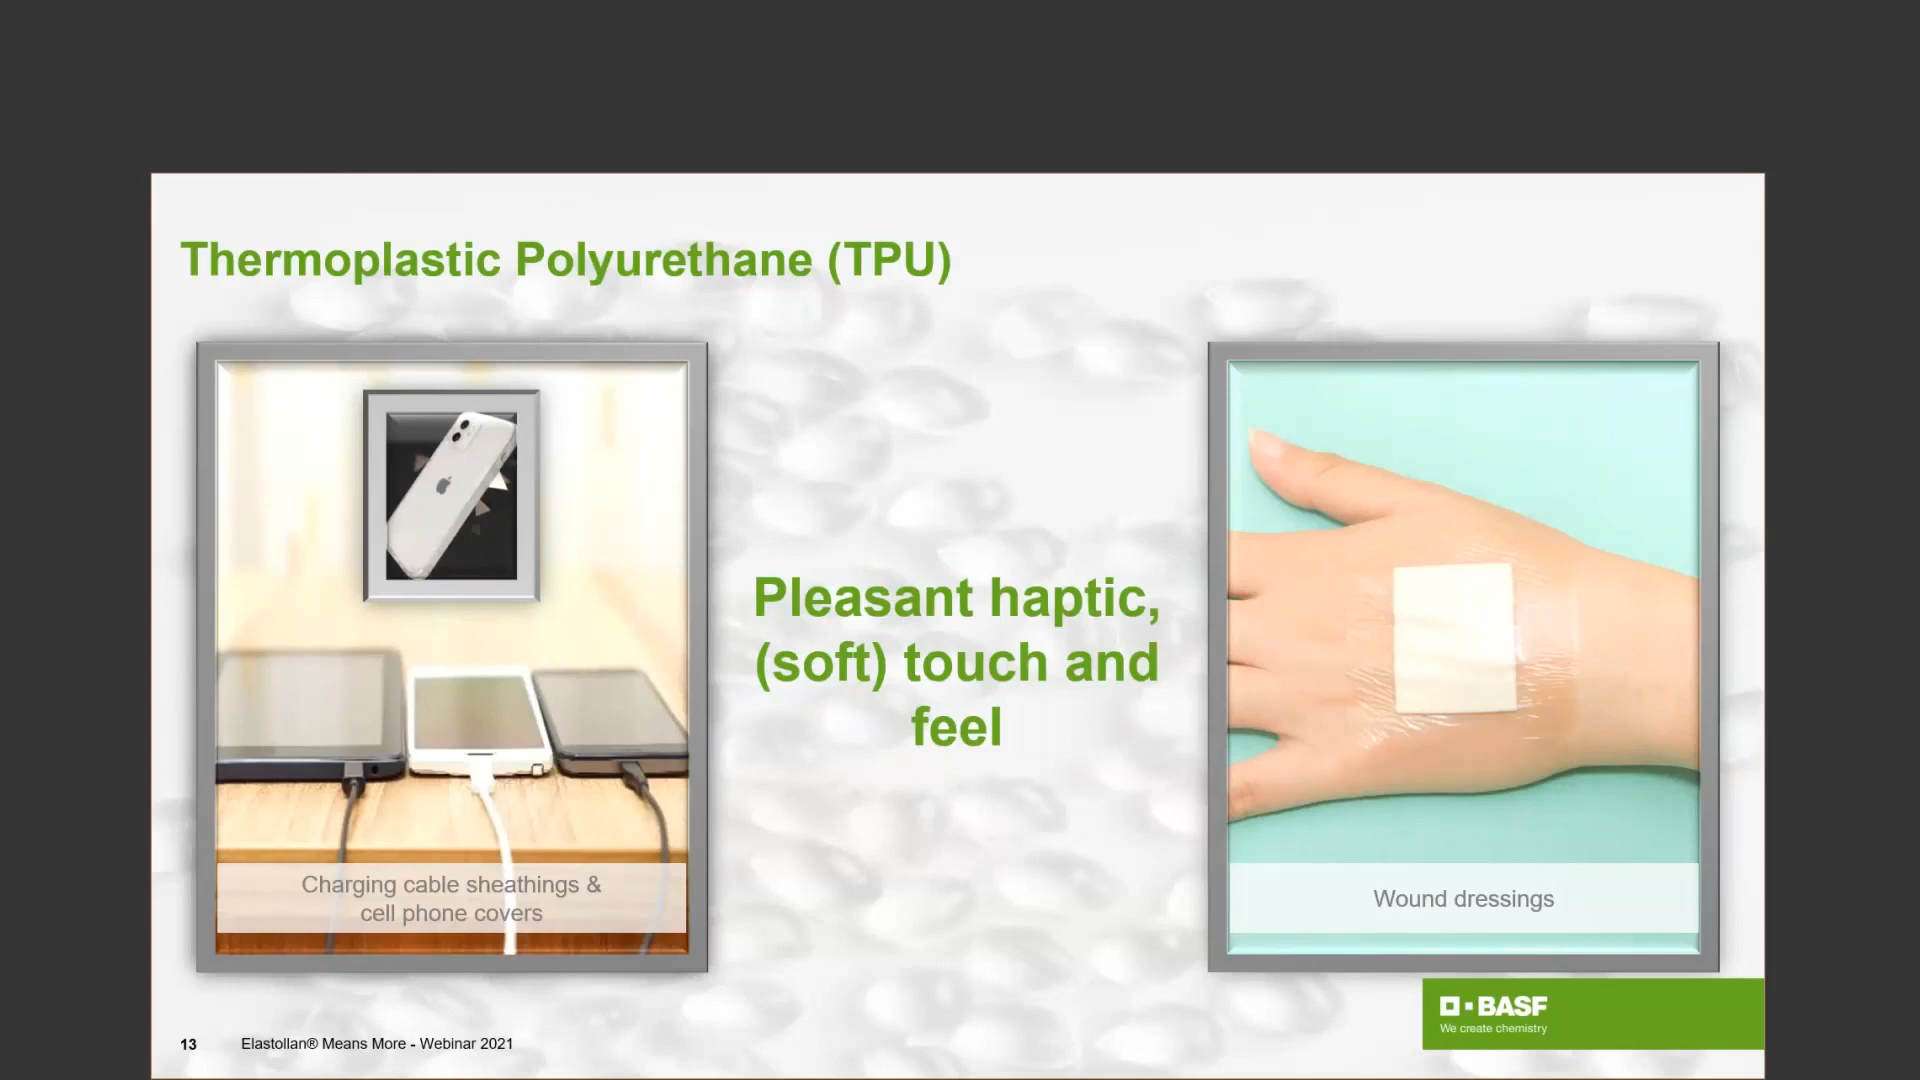 Thermoplastic Polyurethane (TPU)
Pleasant haptic,
(soft) touch and
feel
Charging cable sheathings &
cell phone covers
Wound dressings
BASF
We create chemistry
13
Elastollan® Means More - Webinar 2021